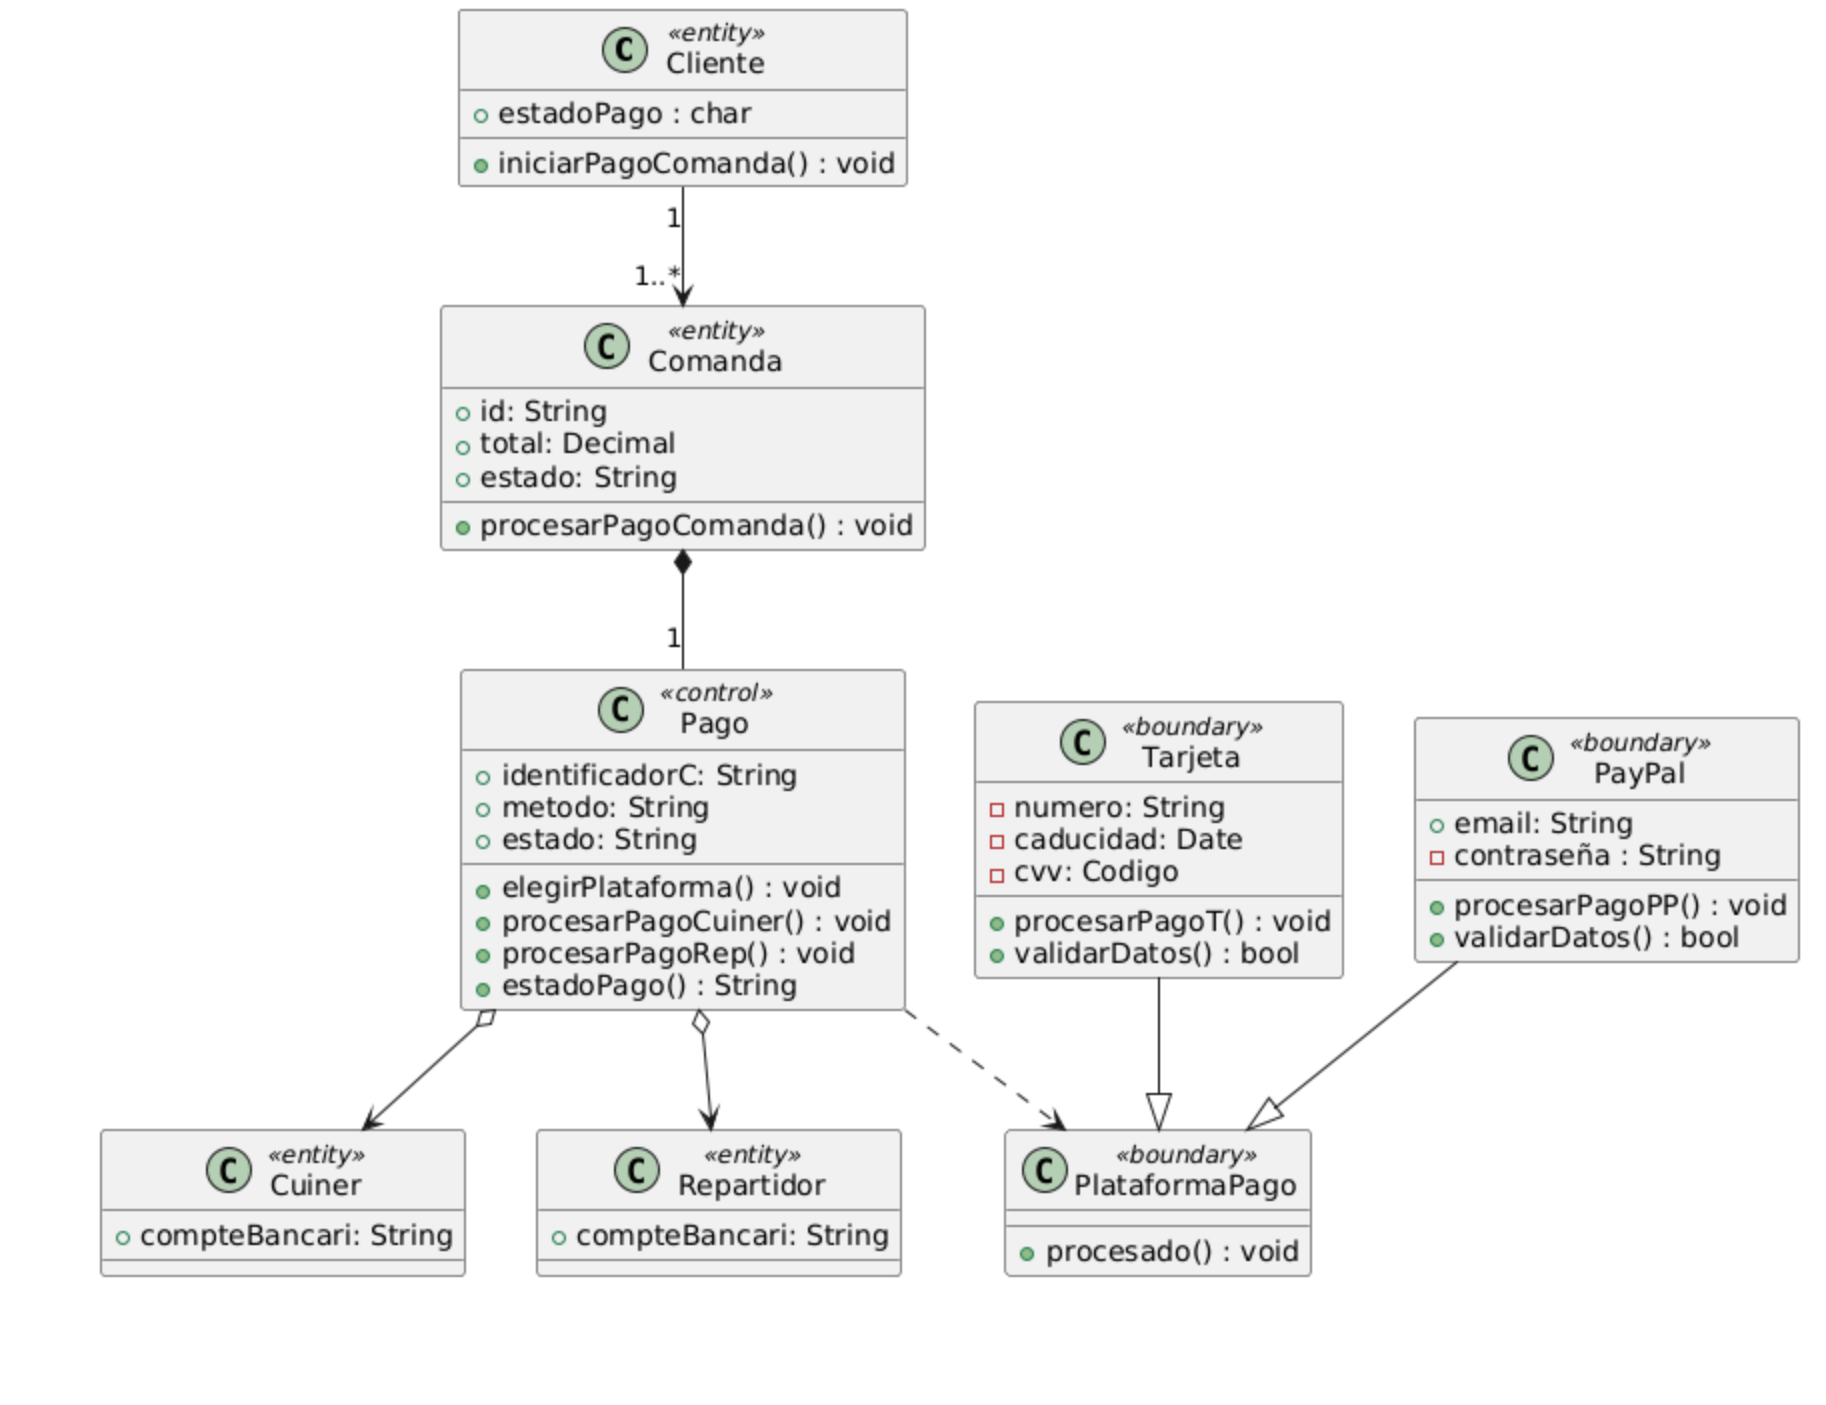 C
«entity»
Cliente
estadoPago : char
iniciarPagoComanda() : void
1
1..*
C
«entity»
Comanda
id: String
total: Decimal
estado: String
procesarPagoComanda() : void
1
C
«control»
Pago
identificadorC: String
metodo: String
estado: String
elegirPlataforma() : void
procesarPagoCuiner() : void
procesarPagoRep() : void
estadoPago() : String
C
«boundary»
Tarjeta
numero: String
caducidad: Date
cvv: Codigo
procesarPagoT() : void
validarDatos() : bool
C
«boundary»
PayPal
email: String
contraseña : String
procesarPagoPP() : void
validarDatos() : bool
C
«entity»
Cuiner
compteBancari: String
C
«entity»
Repartidor
compteBancari: String
C
«boundary»
PlataformaPago
procesado() : void